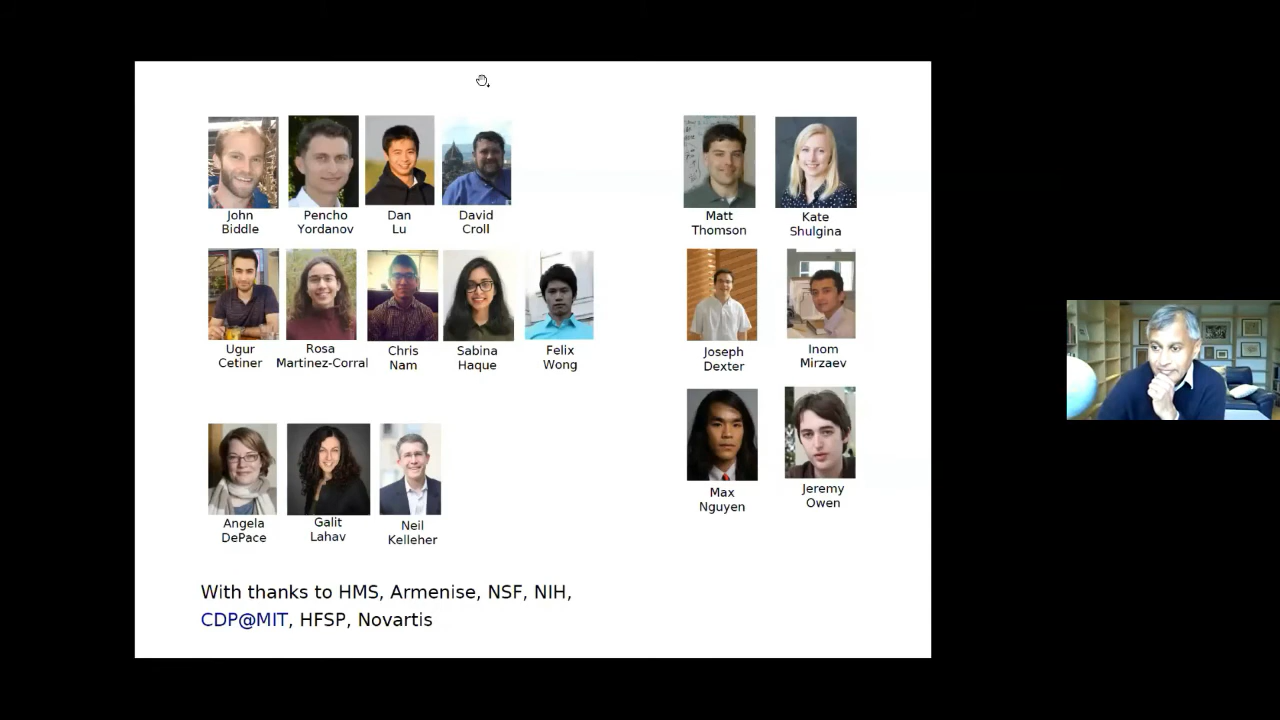 John
Biddle
Pencho
Yordanov
Dan
Lu
David
Croll
Matt
Thomson
Kate
Shulgina
Ugur
Cetiner
Rosa
Martinez-Corral
Chris
Nam
Sabina
Haque
Felix
Wong
Joseph
Dexter
Inom
Mirzaev
Max
Nguyen
Jeremy
Owen
Angela
DePace
Galit
Lahav
Neil
Kelleher
With thanks to HMS, Armenise, NSF, NIH,
CDP@MIT, HFSP, Novartis